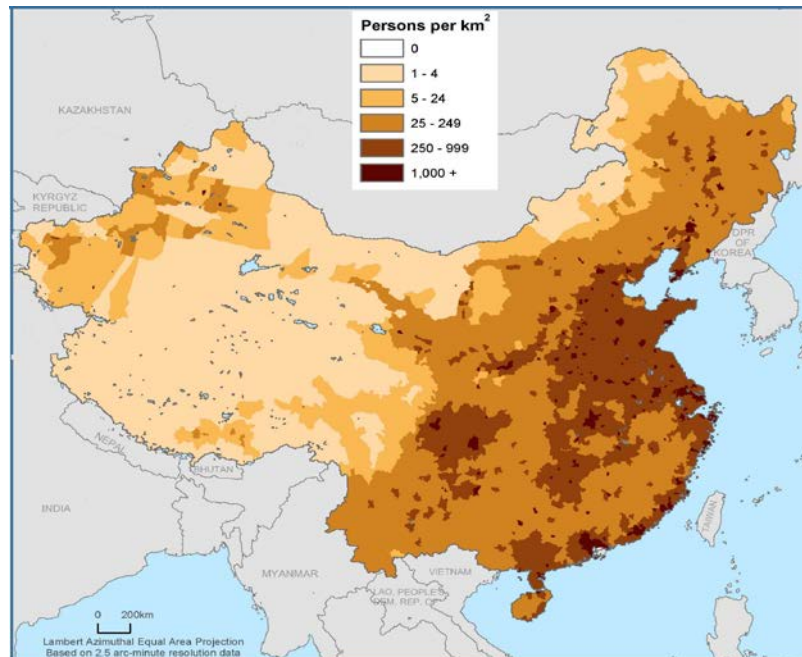 Persons per km²
0
1 - 4
5 - 24
25 - 249
250 - 999
1,000 +
KAZAKHSTAN
KYRGYZ
REPUBLIC
DPR
OF
KOREA
NEPAL
BHUTAN
INDIA
TAIWAN
MYANMAR
VIETNAM
LAO, PEOPLE'S
DEM. REP. OF
0 200km
Lambert Azimuthal Equal Area Projection
Based on 2.5 arc-minute resolution data